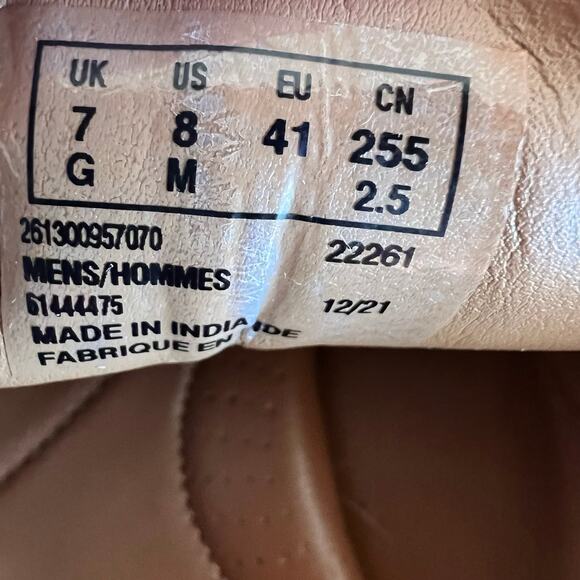 UK US EU CN
7 8 41 255
G M 2.5
261300957070 22261
MENS/HOMMES
61444475 12/21
MADE IN INDIA
FABRIQUE EN